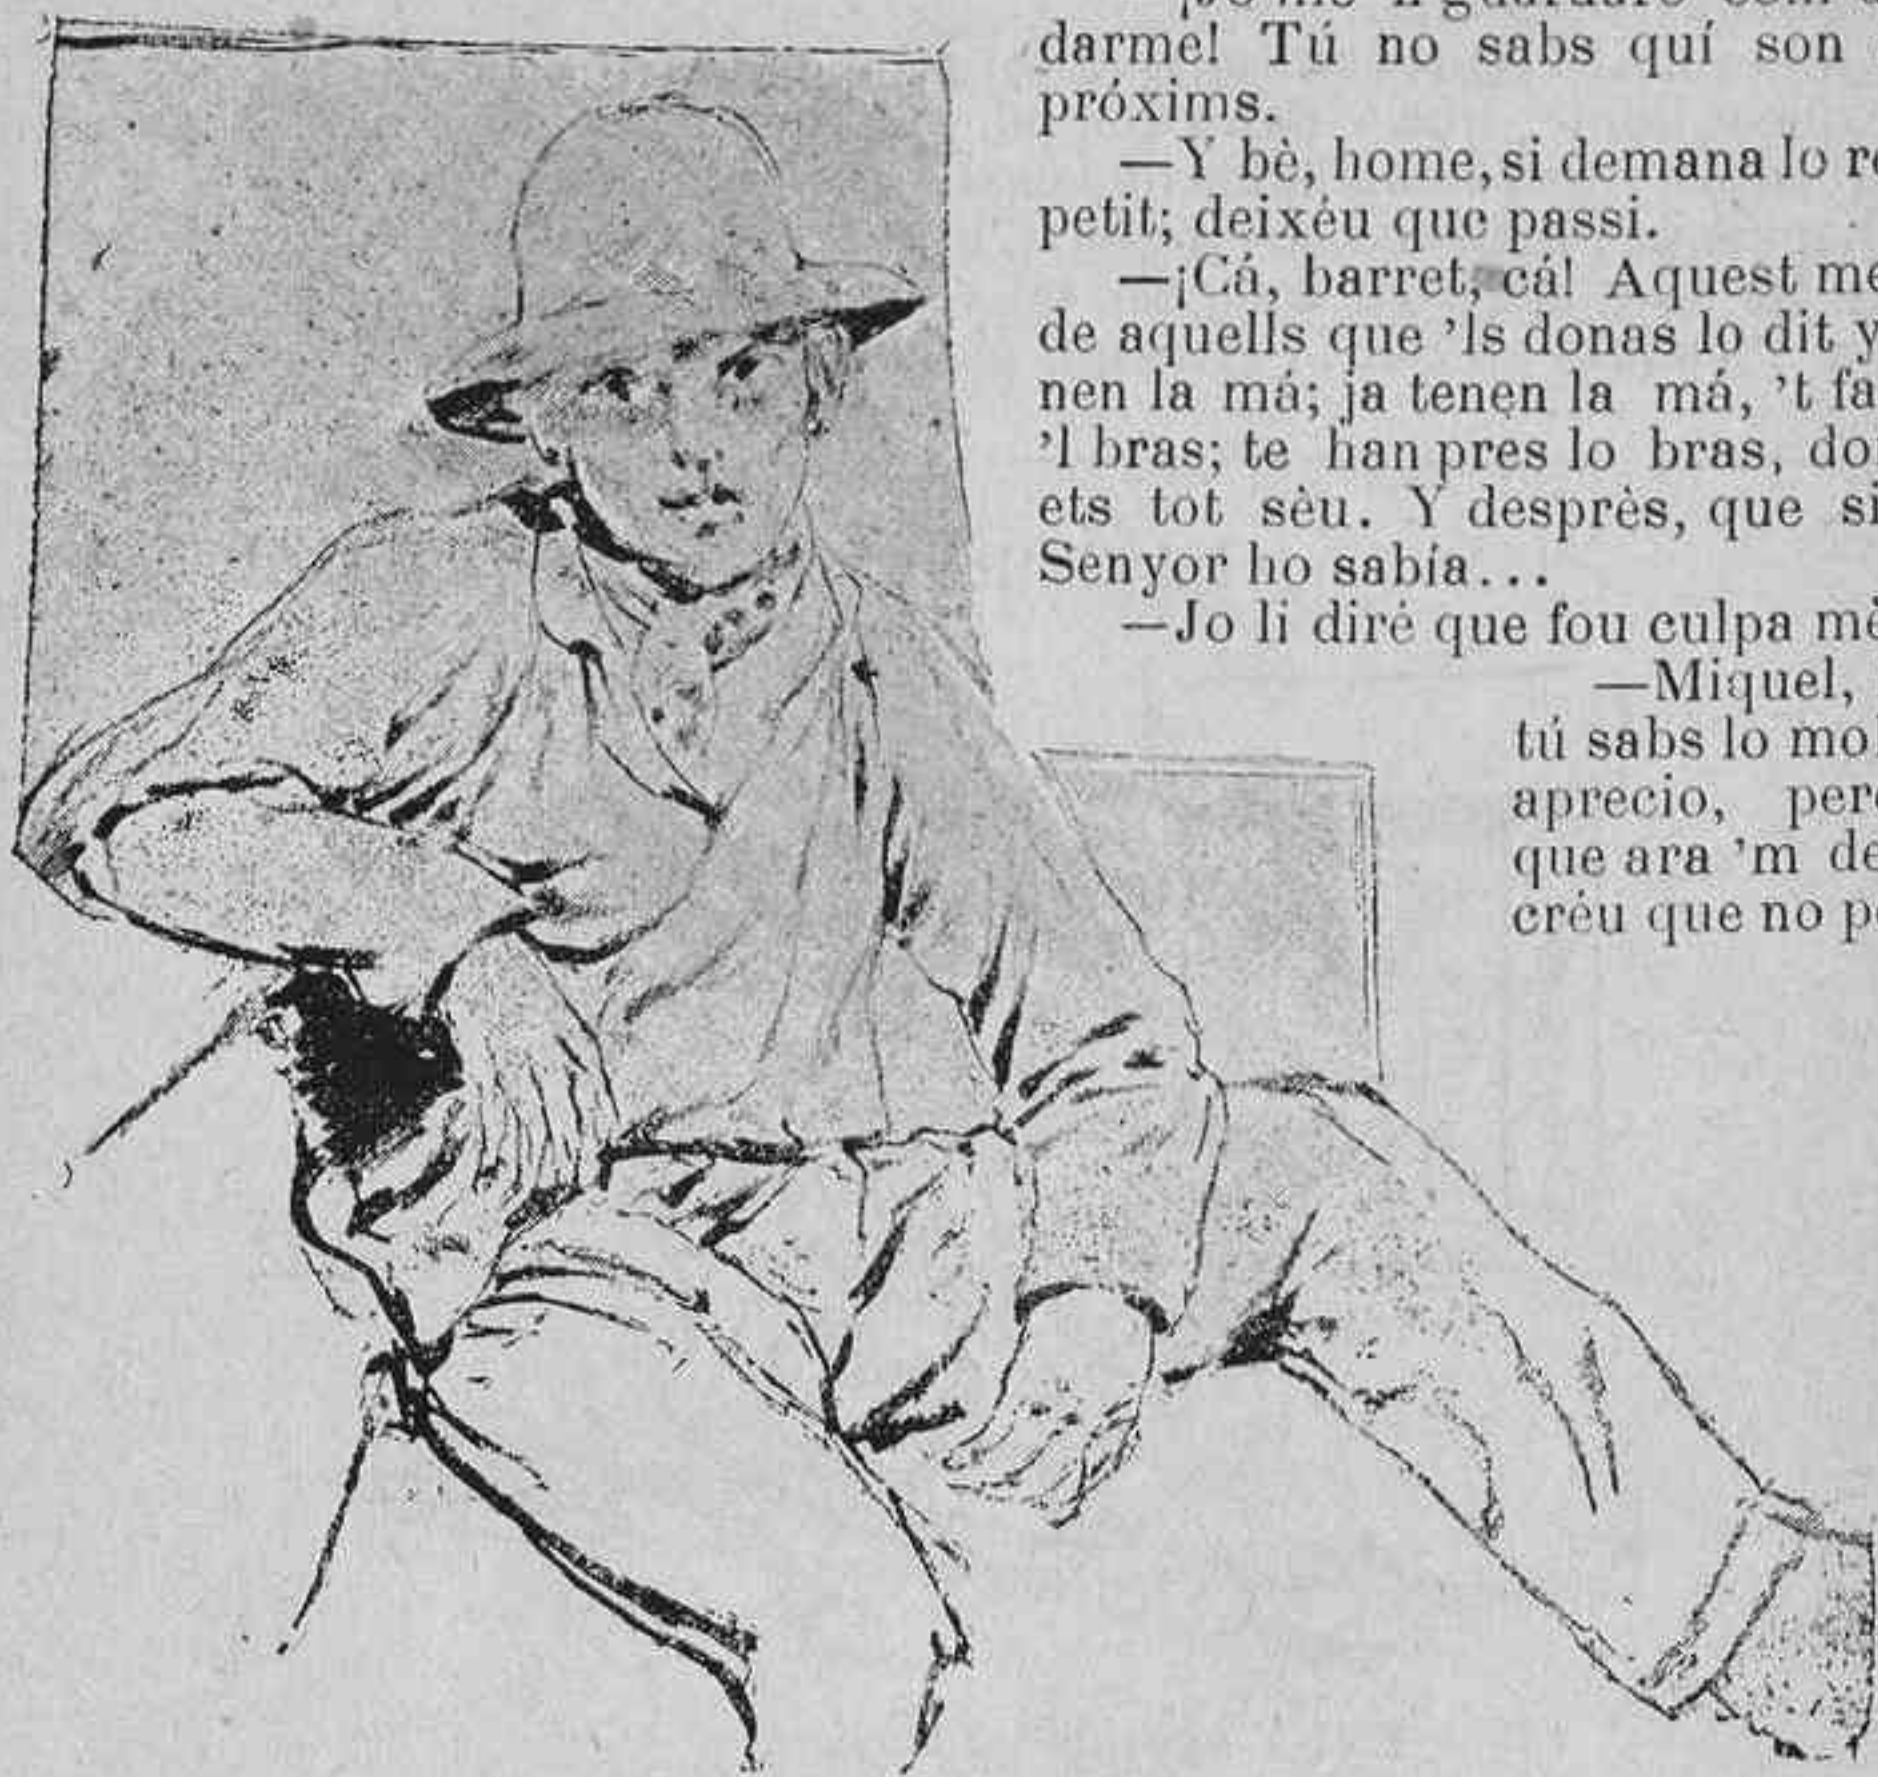 darme! Tú no sabs quí son
próxims.
—Y bè, home, si demana lo
petit; deixéu que passi.
—¡Cá, barret, cá! Aquest
de aquells que 'ls donas lo dit y
nen la má; ja tenen la má, 't
'l bras; te han pres lo bras,
ets tot sèu. Y desprès, que
Senyor ho sabía...
—Jo li diré que fou culpa
—Miquel,
tú sabs lo
aprecio,
que ara 'm
créu que no